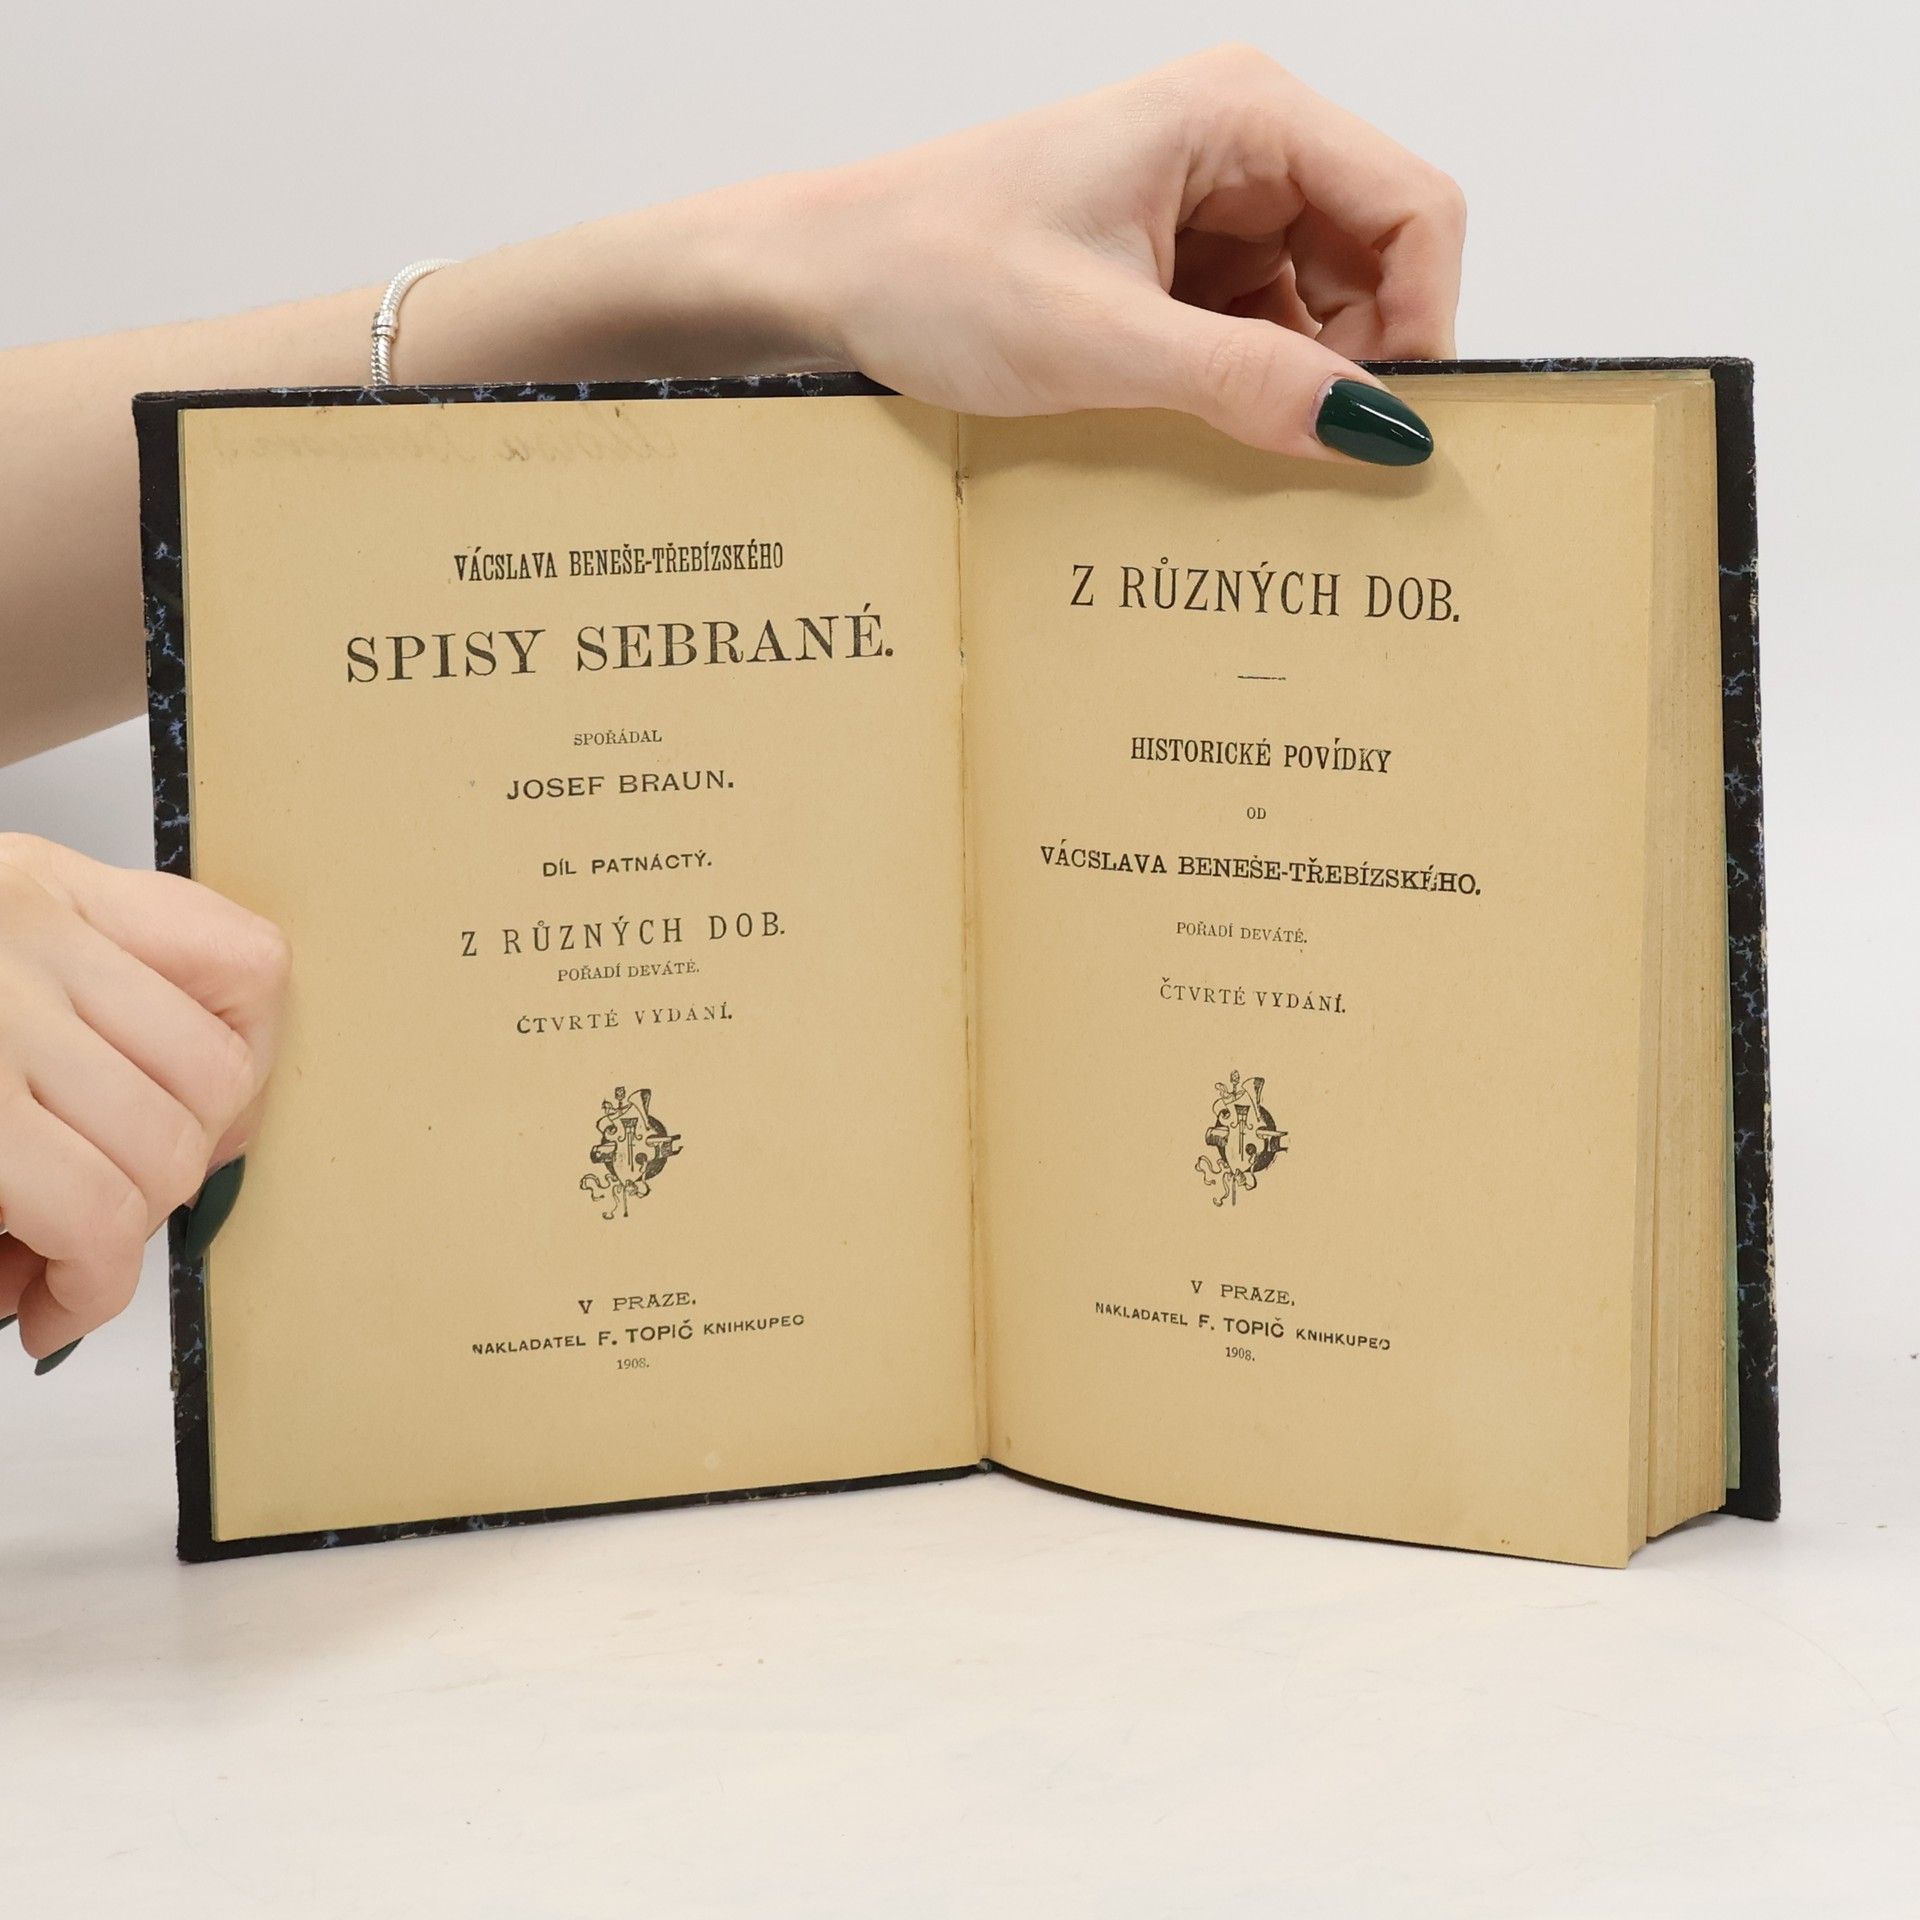 VÁCSLAVA BENEŠE-TŘEBÍZSKÉHO
SPISY SEBRANÉ.
SPOŘÁDAL
JOSEF BRAUN.
DÍL PATNÁCTÝ.
Z RŮZNÝCH DOB.
POŘADÍ DEVÁTÉ.
ČTVRTÉ VYDÁNÍ.
V PRAZE.
NAKLADATEL F. TOPIČ KNIHKUPEC
1908.
Z RŮZNÝCH DOB.
HISTORICKÉ POVÍDKY
OD
VÁCSLAVA BENEŠE-TŘEBÍZSKÉHO.
POŘADÍ DEVÁTÉ.
ČTVRTÉ VYDÁNÍ.
V PRAZE.
NAKLADATEL F. TOPIČ KNIHKUPEC
1908.